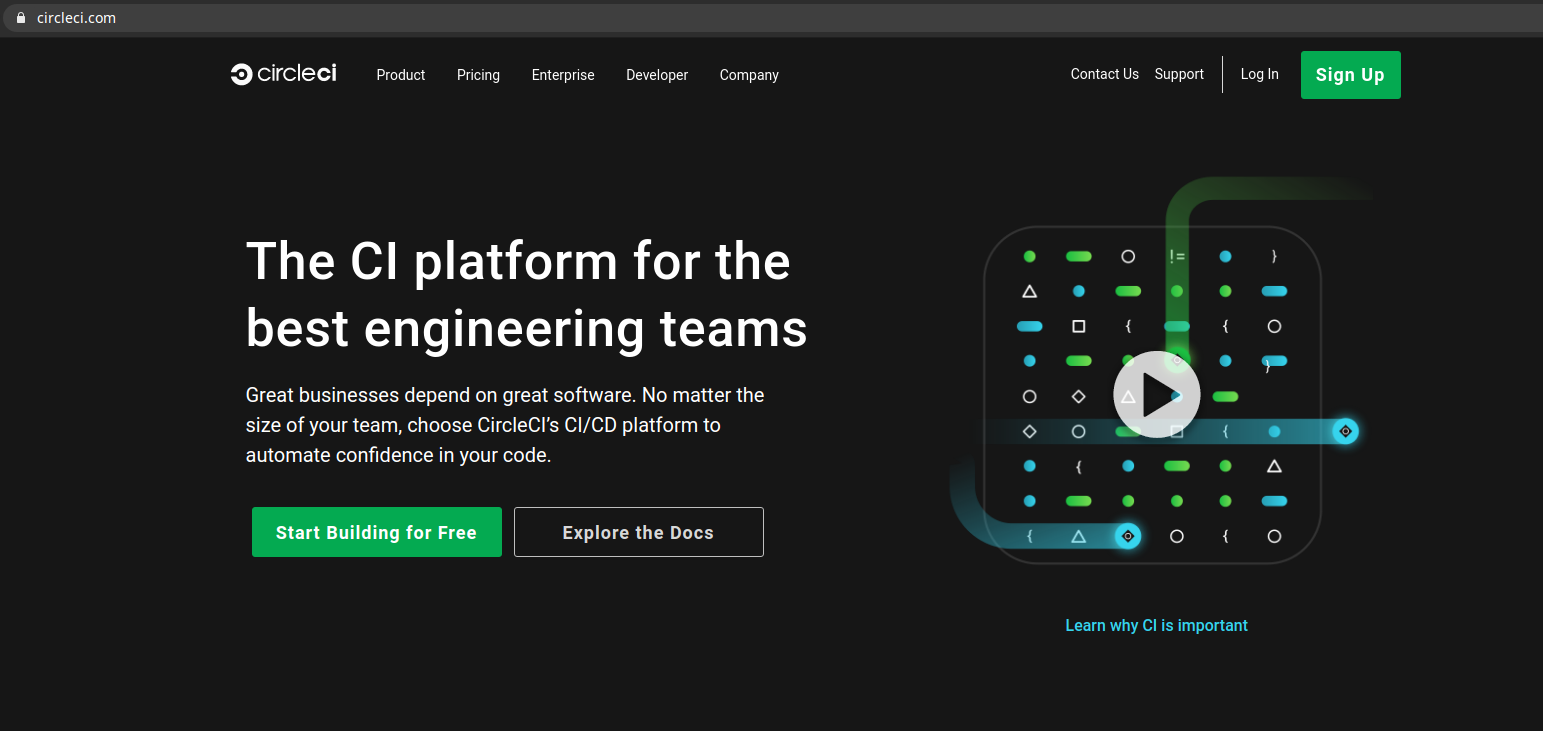 circleci.com
circleci Product Pricing Enterprise Developer Company Contact Us Support Log In Sign Up
The CI platform for the
best engineering teams
Great businesses depend on great software. No matter the
size of your team, choose CircleCI’s CI/CD platform to
automate confidence in your code.
Start Building for Free Explore the Docs
!= }
{ {
}
{
{
{ {
Learn why CI is important